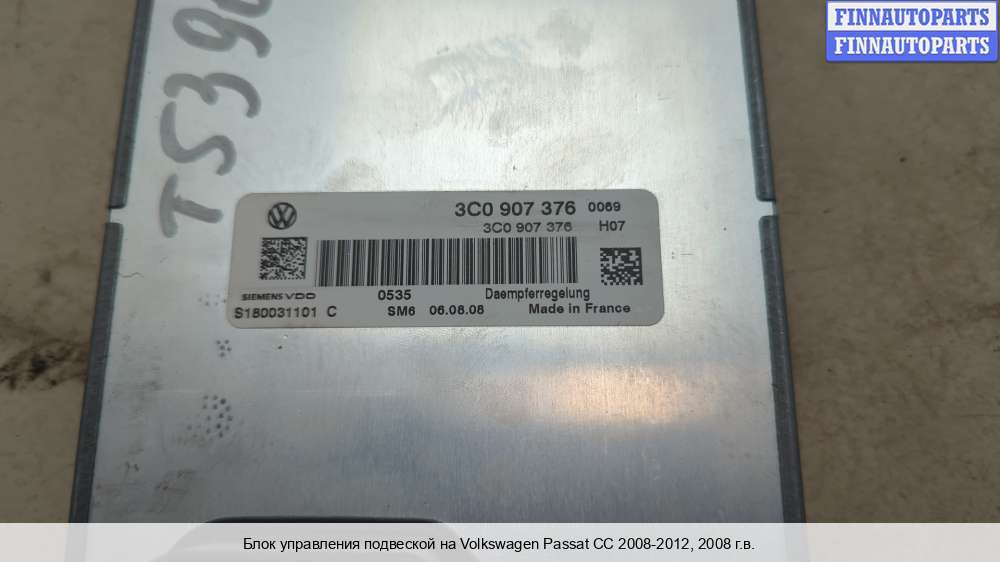 FINNAUTOPARTS
FINNAUTOPARTS
3C0 907 376 0069
3C0 907 376 H07
SIEMENS VDO 0535 Daempferregelung
S180031101 C SM6 06.08.08 Made in France
Блок управления подвеской на Volkswagen Passat CC 2008-2012, 2008 г.в.